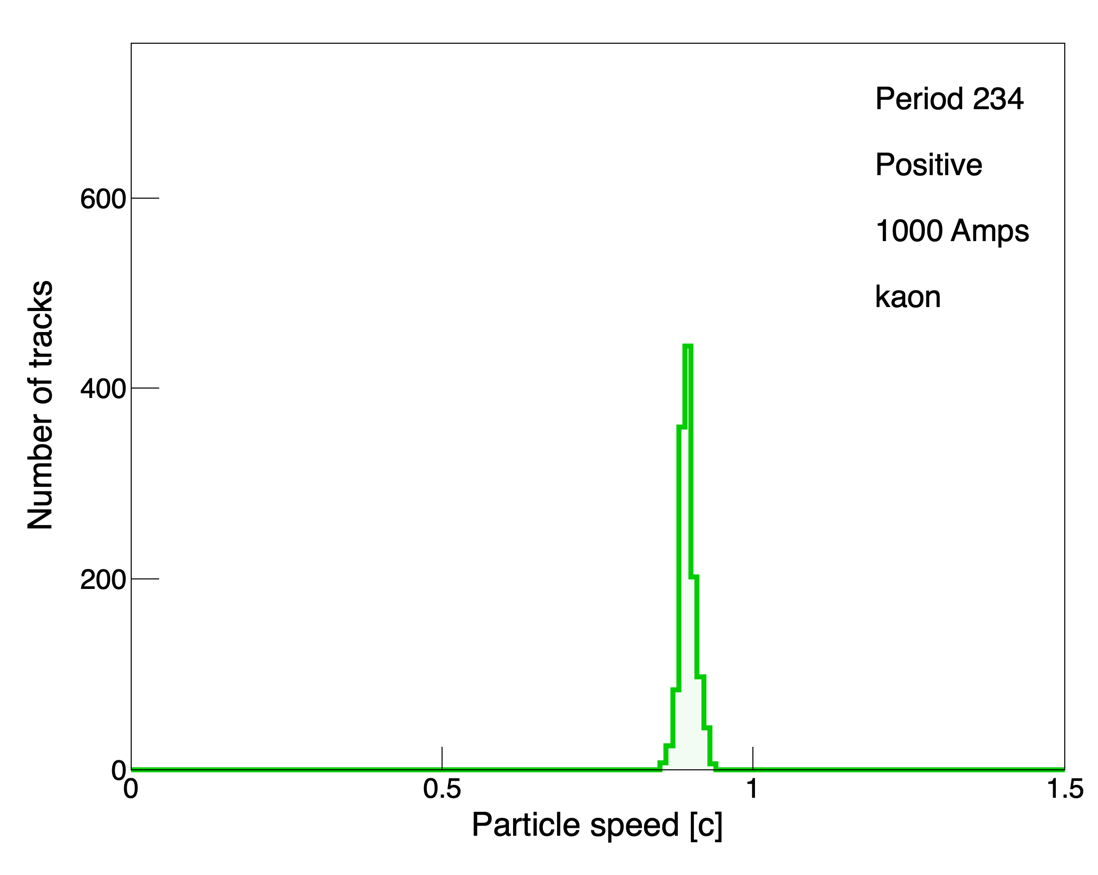 Period 234
Positive
1000 Amps
kaon
Number of tracks
600
400
200
0
0 0.5 1 1.5
Particle speed [c]